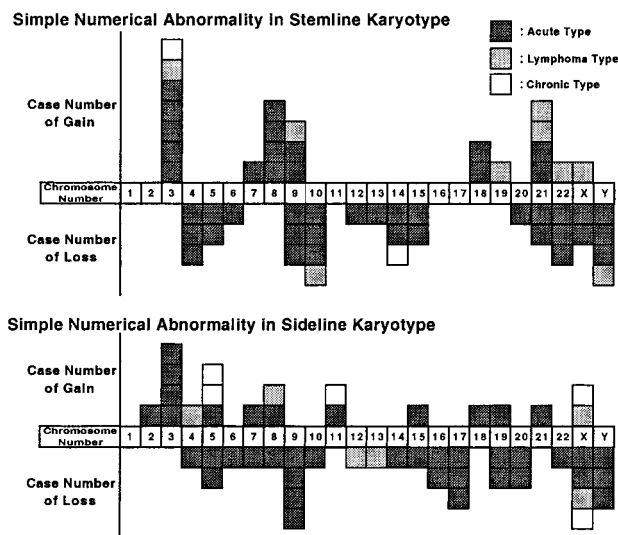 Simple Numerical Abnormality in Stemline Karyotype
: Acute Type
: Lymphoma Type
: Chronic Type
Case Number
of Gain
Chromosome
Number
1 2 3 4 5 6 7 8 9 10 12 13 14 15 16 17 18 19 21 22 X Y
Case Number
of Loss
Simple Numerical Abnormality in Sideline Karyotype
Case Number
of Gain
Chromosome
Number
1 2 3 4 5 6 7 8 9 10 11 12 13 14 15 16 17 18 19 20 21 22 X Y
Case Number
of Loss